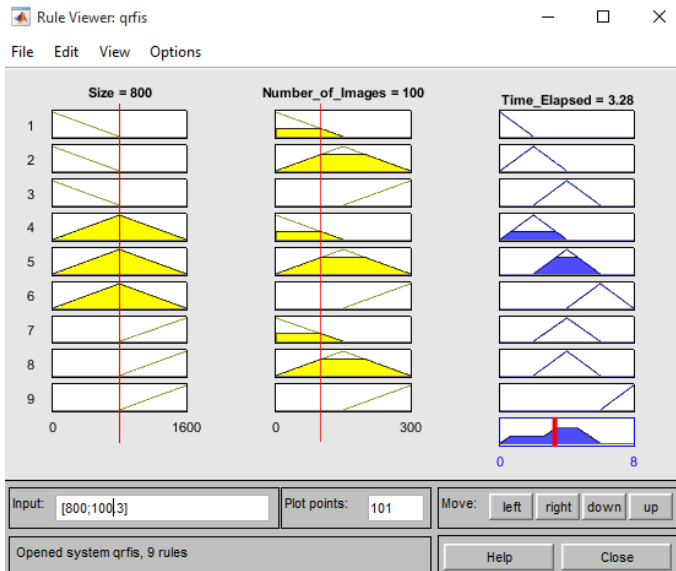 Rule Viewer: qrfis
File Edit View Options
Size = 800 Number_of_Images = 100 Time_Elapsed = 3.28
1
2
3
4
5
6
7
8
9
0 1600 0 300
0 8
Input: [800;100,3] Plot points: 101 Move: left right down up
Opened system qrfis, 9 rules Help Close